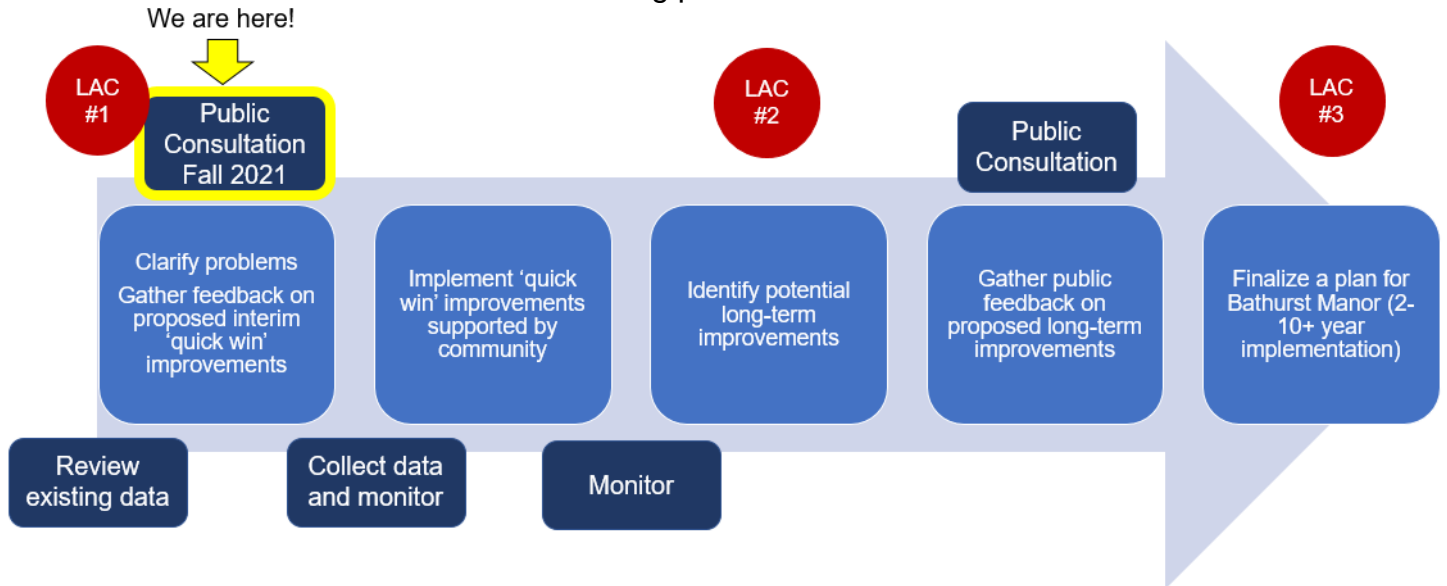 We are here!
LAC
#1
Public
Consultation
Fall 2021
LAC
#2
Public
Consultation
LAC
#3
Clarify problems
Gather feedback on
proposed interim
‘quick win’
improvements
Implement ‘quick
win’ improvements
supported by
community
Identify potential
long-term
improvements
Gather public
feedback on
proposed long-term
improvements
Finalize a plan for
Bathurst Manor (2-
10+ year
implementation)
Review
existing data
Collect data
and monitor
Monitor